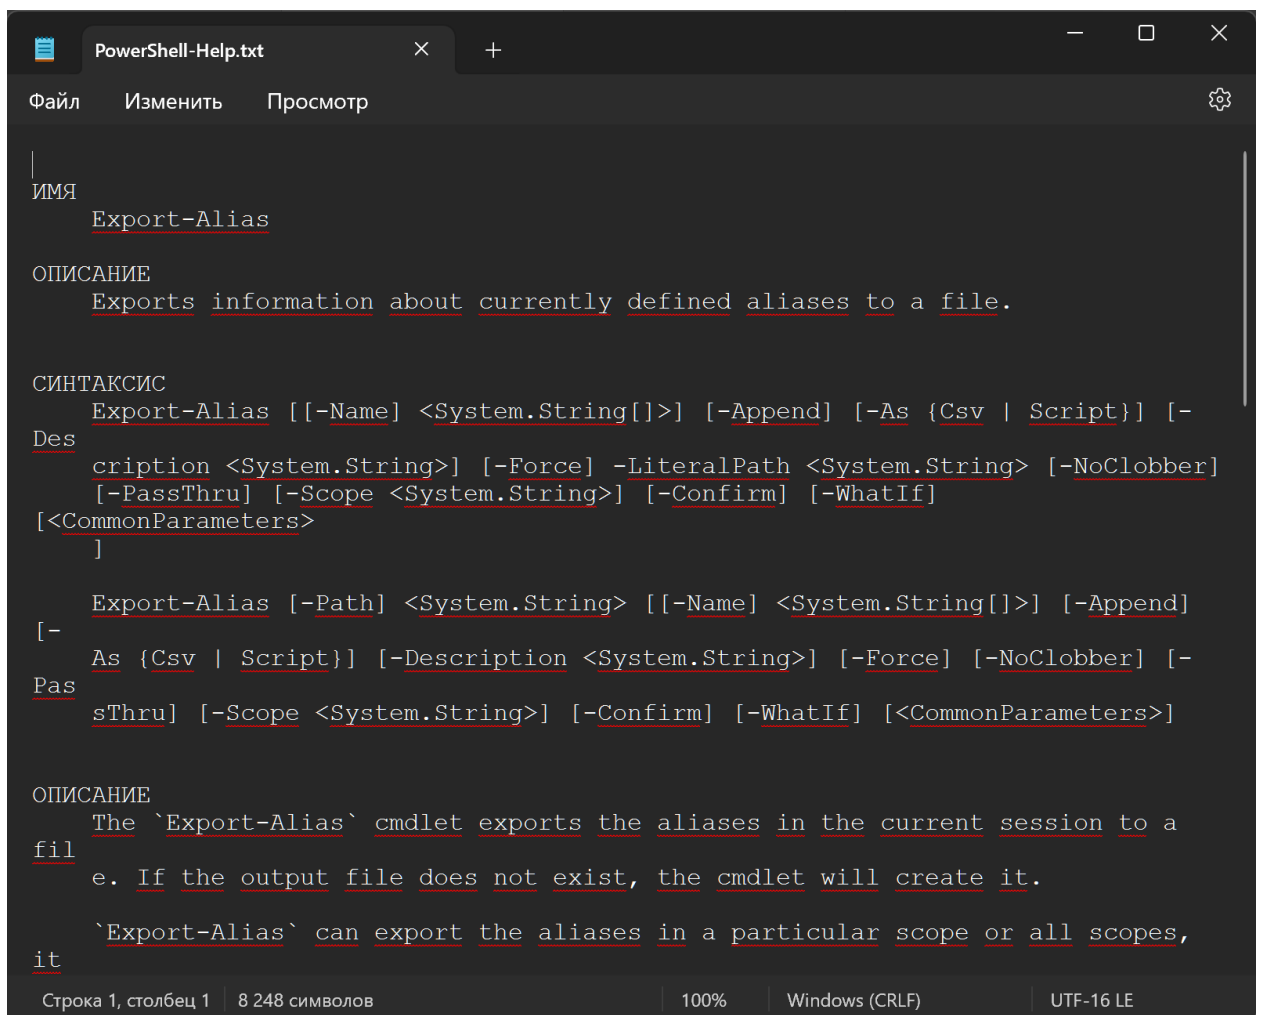 PowerShell-Help.txt
Файл Изменить Просмотр
ИМЯ
Export-Alias
ОПИСАНИЕ
Exports information about currently defined aliases to a file.
СИНТАКСИС
Export-Alias [[-Name] <System.String[]>] [-Append] [-As {Csv | Script}] [-
Des
cription <System.String>] [-Force] -LiteralPath <System.String> [-NoClobber]
[-PassThru] [-Scope <System.String>] [-Confirm] [-WhatIf]
[<CommonParameters>
]
Export-Alias [-Path] <System.String> [[-Name] <System.String[]>] [-Append]
[-
As {Csv | Script}] [-Description <System.String>] [-Force] [-NoClobber] [-
Pas
sThru] [-Scope <System.String>] [-Confirm] [-WhatIf] [<CommonParameters>]
ОПИСАНИЕ
The `Export-Alias` cmdlet exports the aliases in the current session to a
fil
e. If the output file does not exist, the cmdlet will create it.
`Export-Alias` can export the aliases in a particular scope or all scopes,
it
Строка 1, столбец 1 8 248 символов 100% Windows (CRLF) UTF-16 LE